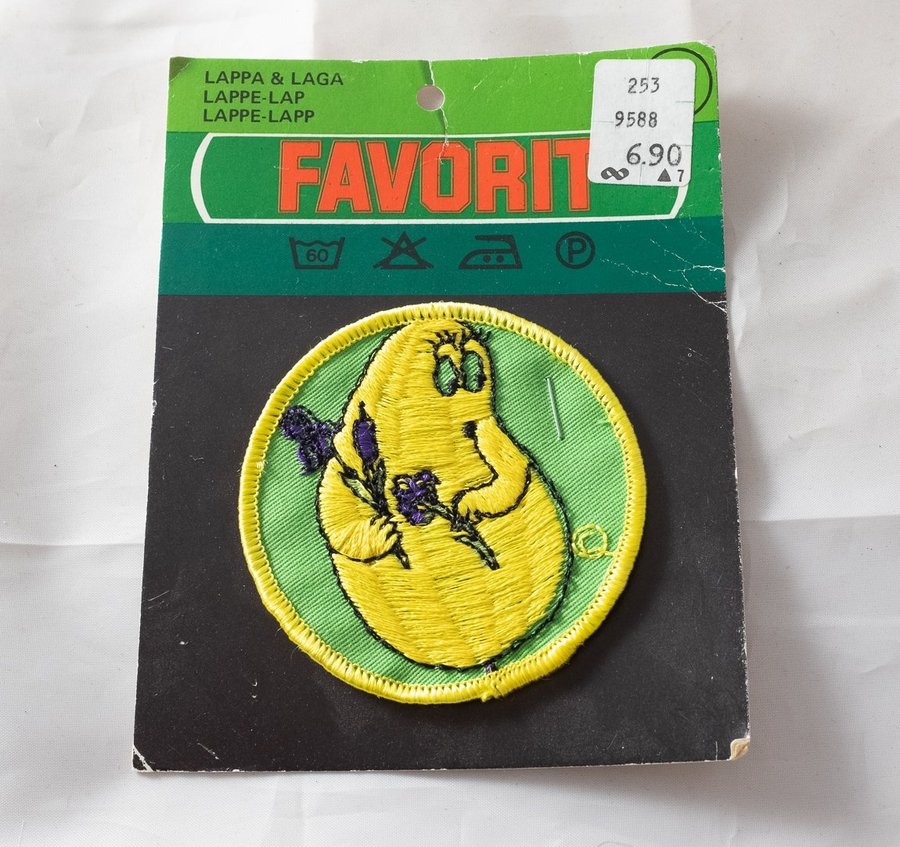 LAPPA & LAGA
LAPPE-LAP
LAPPE-LAPP
FAVORIT
253
9588
6.90
7
60
P
©